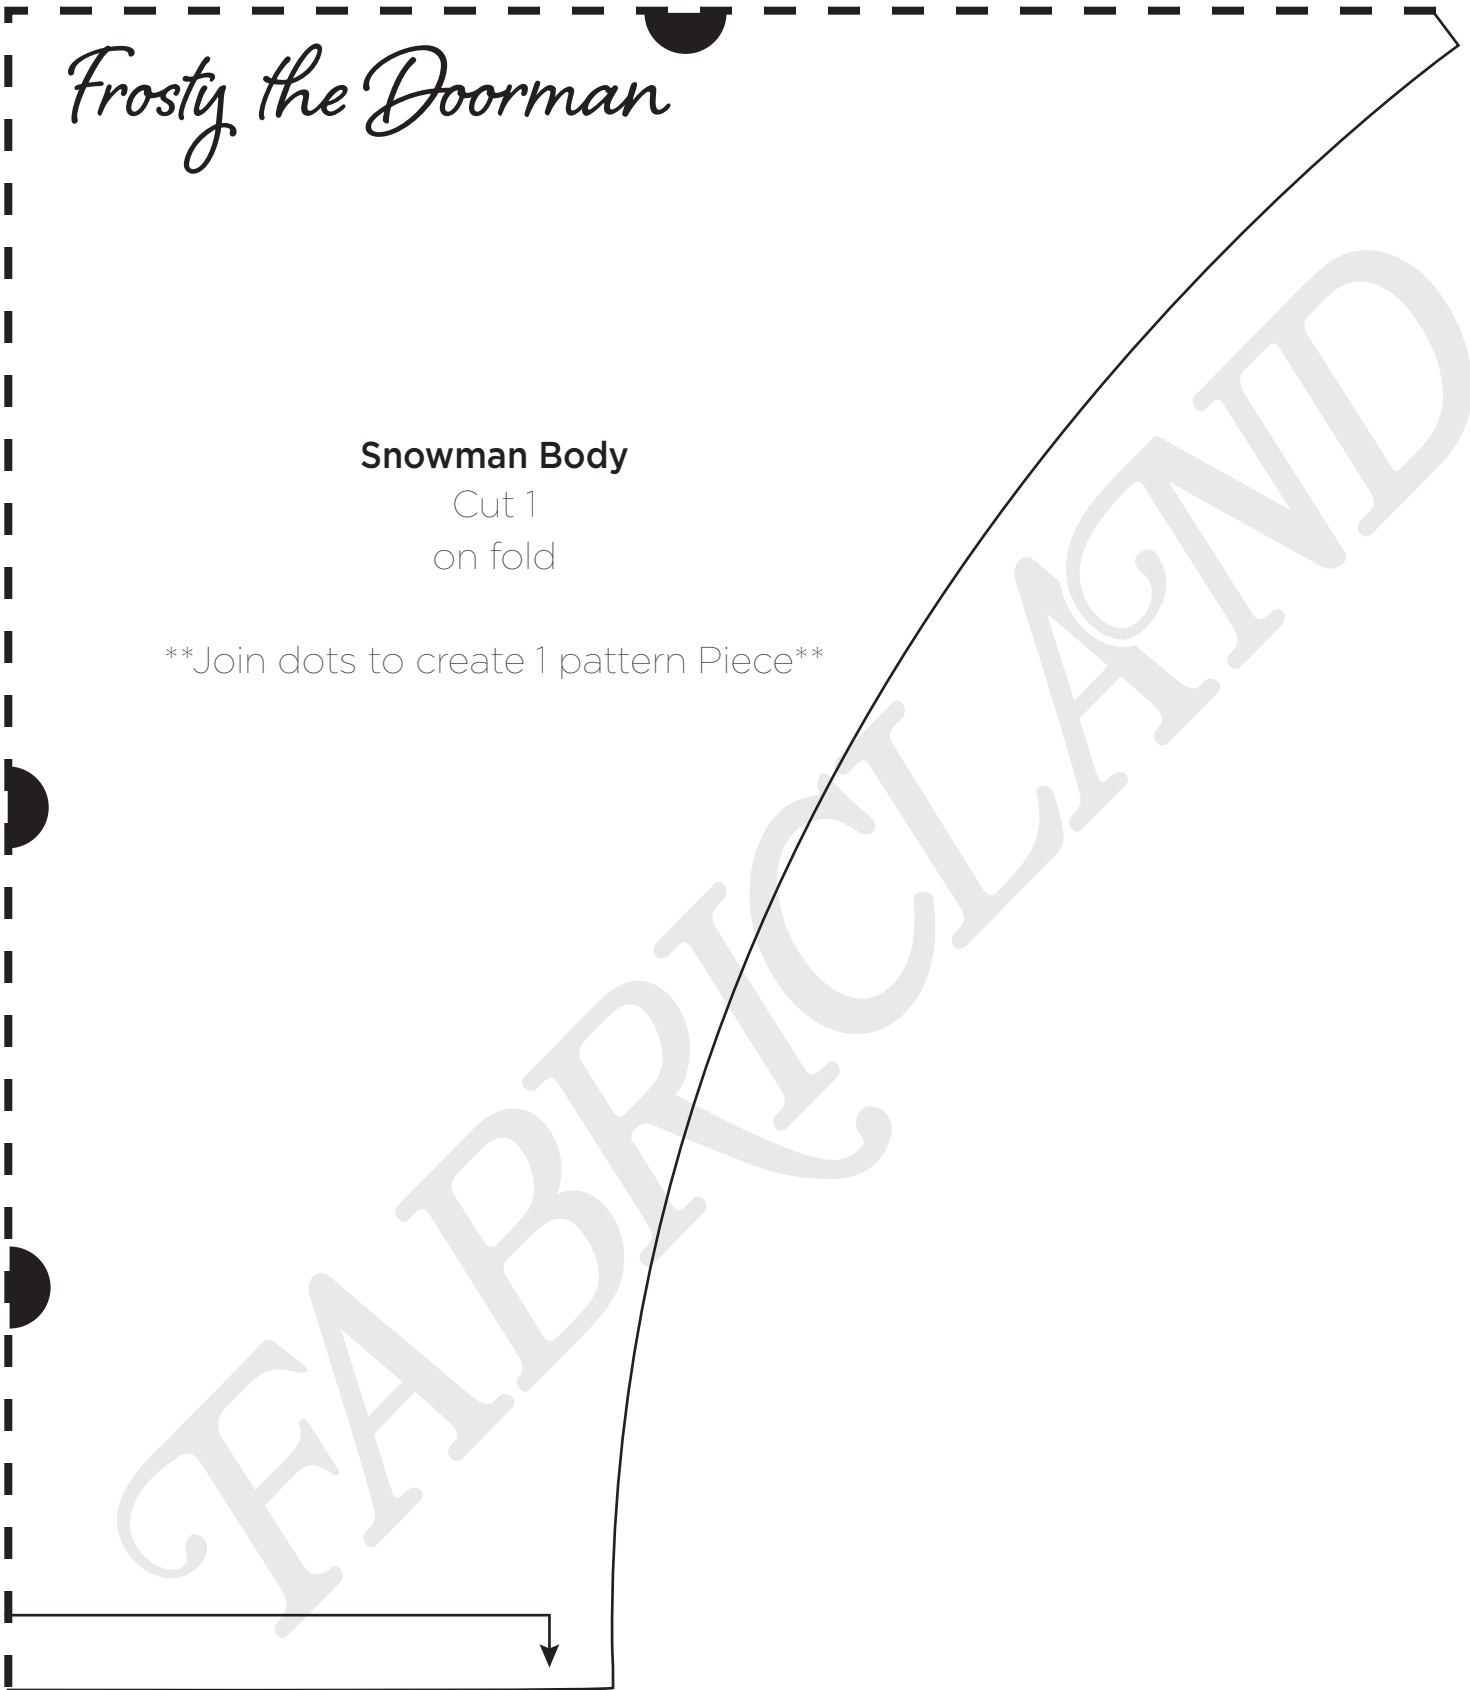 Frosty the Doorman
Snowman Body
Cut 1
on fold
**Join dots to create 1 pattern Piece**
FABRICLAND